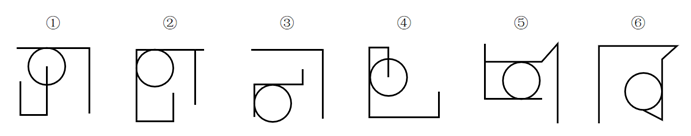 ① ② ③ ④ ⑤ ⑥